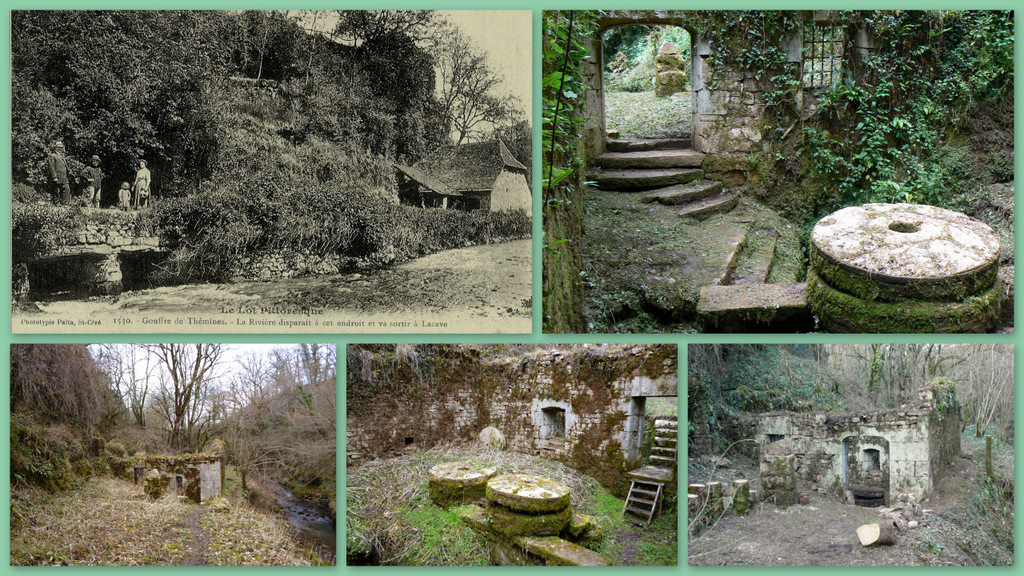 Le Lot Pittoresque
Phototypie Paita, St-Céré 1530. - Gouffre de Thémines. - La Rivière disparait à cet endroit et va sortir à Lacave